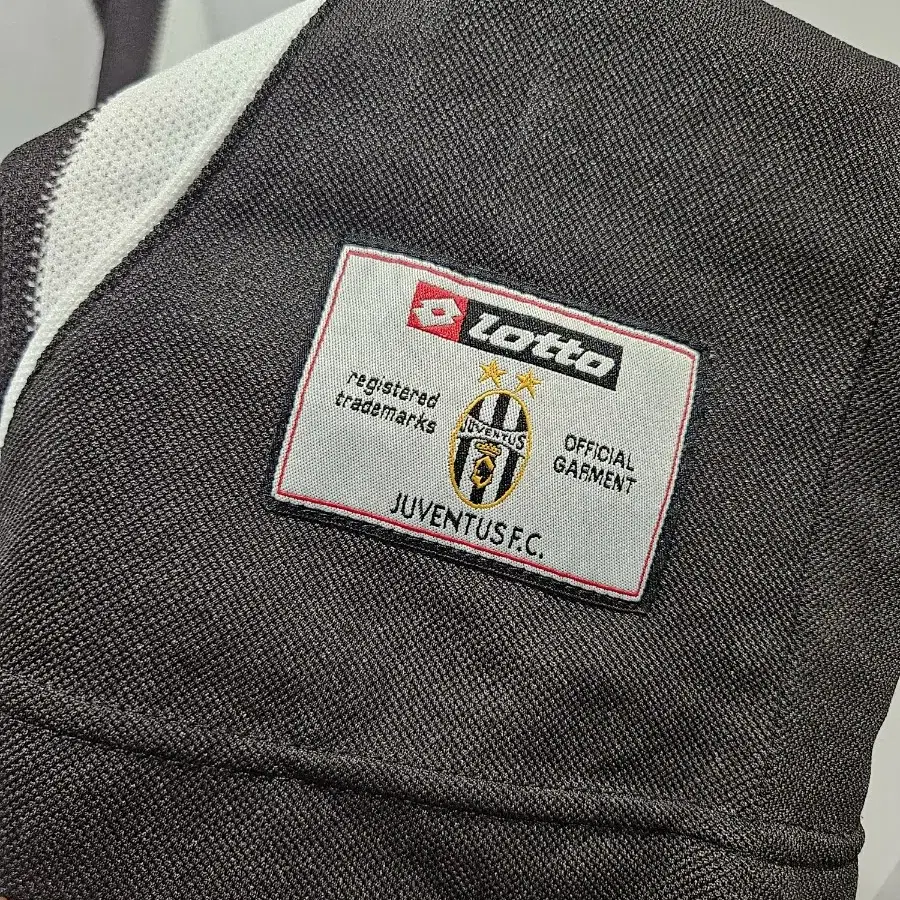 lotto
registered
trademarks
JUVENTUS
OFFICIAL
GARMENT
JUVENTUS F.C.